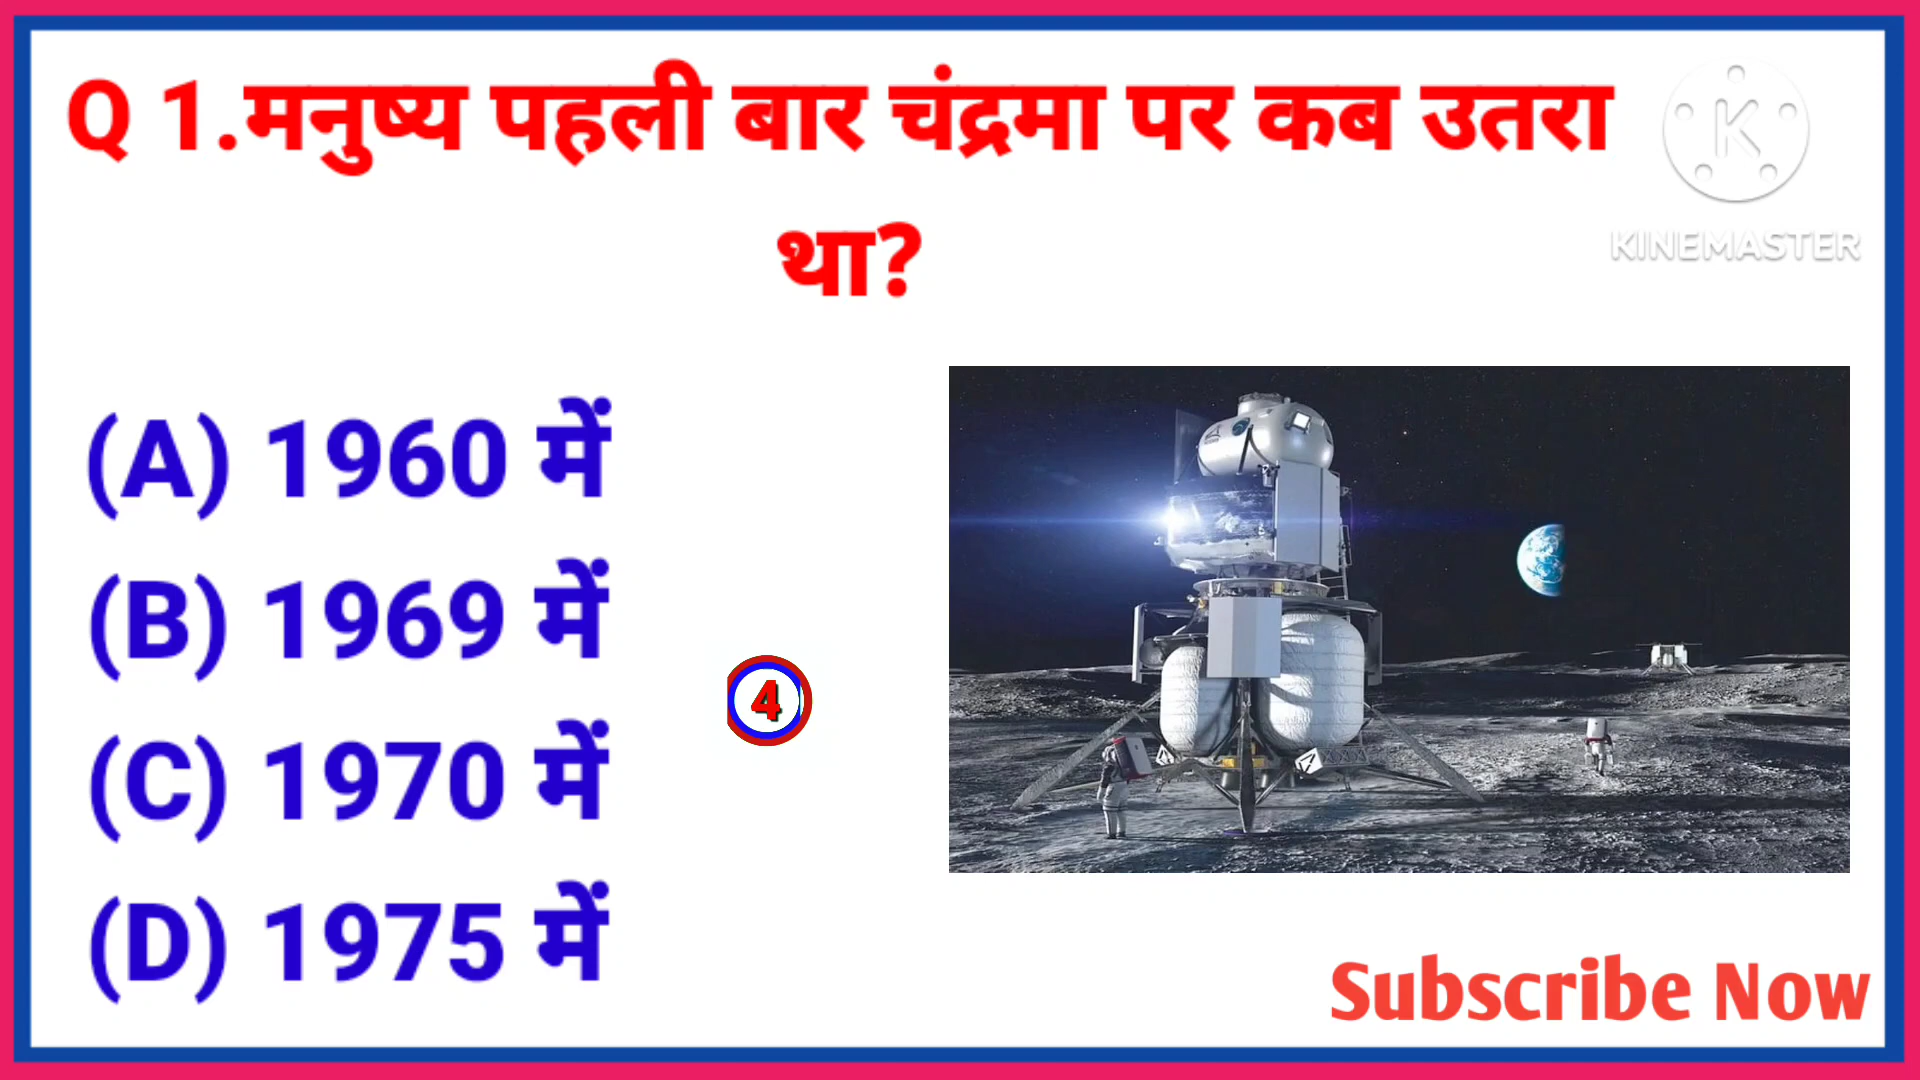 Q 1.मनुष्य पहली बार चंद्रमा पर कब उतरा
था?
K
KINEMASTER
(A) 1960 में
(B) 1969 में
4
(C) 1970 में
(D) 1975 में
Subscribe Now